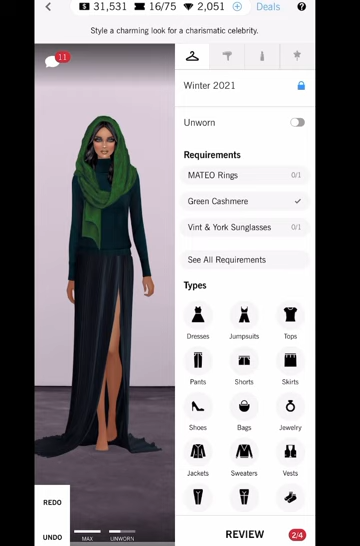 $ 31,531 16/75 2,051 + Deals ?
Style a charming look for a charismatic celebrity.
11
Winter 2021
Unworn
Requirements
MATEO Rings 0/1
Green Cashmere ✓
Vint & York Sunglasses 0/1
See All Requirements
Types
Dresses Jumpsuits Tops
Pants Shorts Skirts
Shoes Bags Jewelry
Jackets Sweaters Vests
REDO
UNDO
MAX UNWORN
REVIEW 2/4